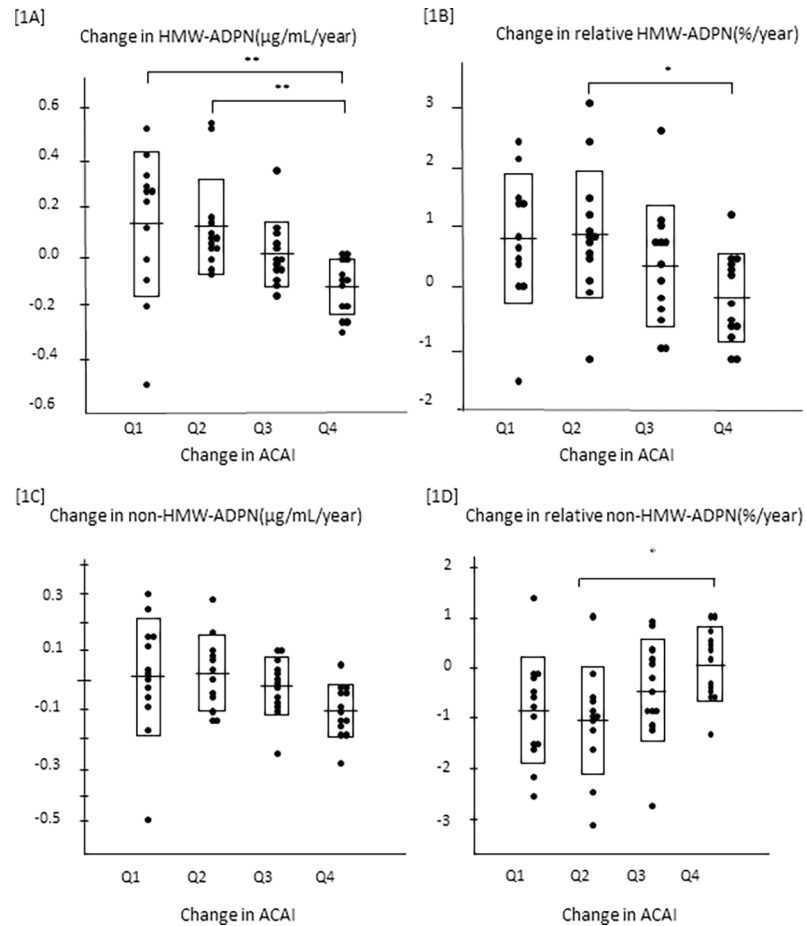 [1A]
Change in HMW-ADPN(µg/mL/year)
**
**
0.6
0.4
0.2
0.0
-0.2
-0.4
-0.6
Q1 Q2 Q3 Q4
Change in ACAI
[1B]
Change in relative HMW-ADPN(%/year)
*
3
2
1
0
-1
-2
Q1 Q2 Q3 Q4
Change in ACAI
[1C]
Change in non-HMW-ADPN(µg/mL/year)
0.3
0.1
-0.1
-0.3
-0.5
Q1 Q2 Q3 Q4
Change in ACAI
[1D]
Change in relative non-HMW-ADPN(%/year)
*
2
1
0
-1
-2
-3
Q1 Q2 Q3 Q4
Change in ACAI